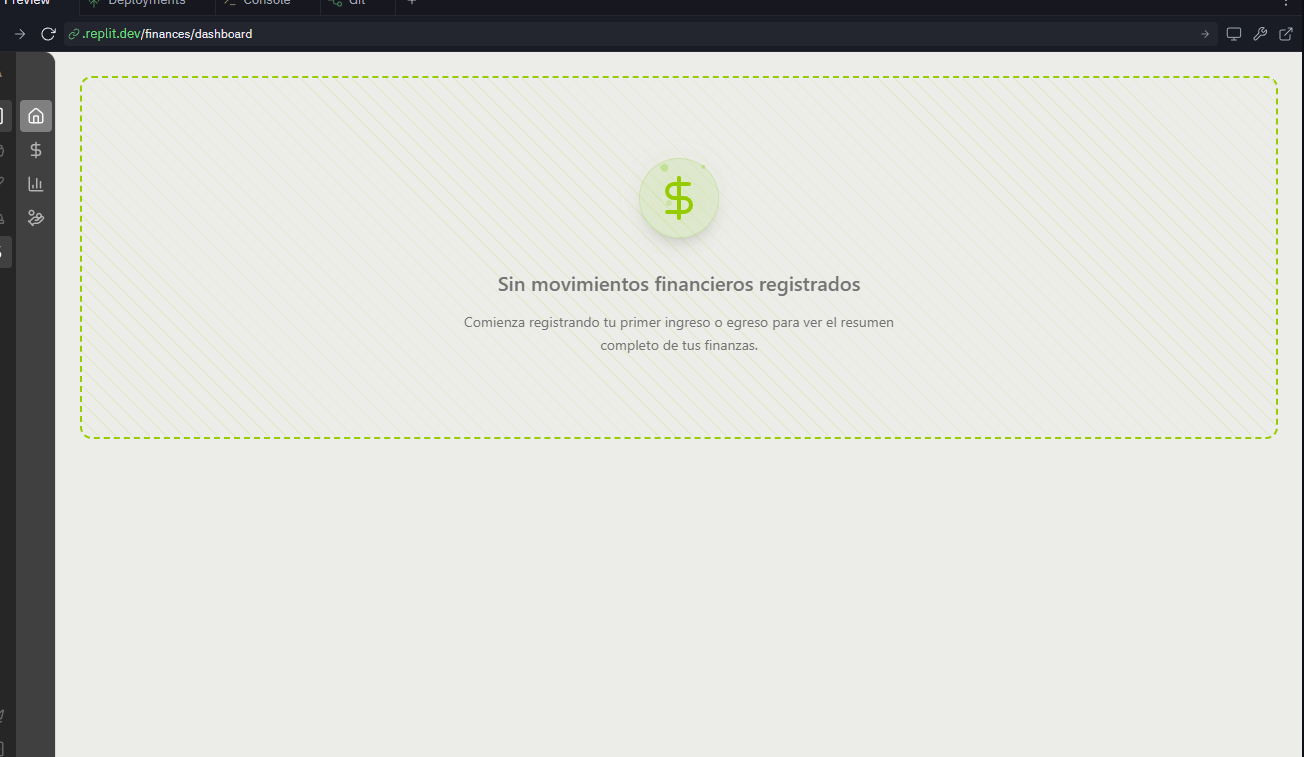 Preview
Deployments
Console
Git
.replit.dev/finances/dashboard
Sin movimientos financieros registrados
Comienza registrando tu primer ingreso o egreso para ver el resumen
completo de tus finanzas.